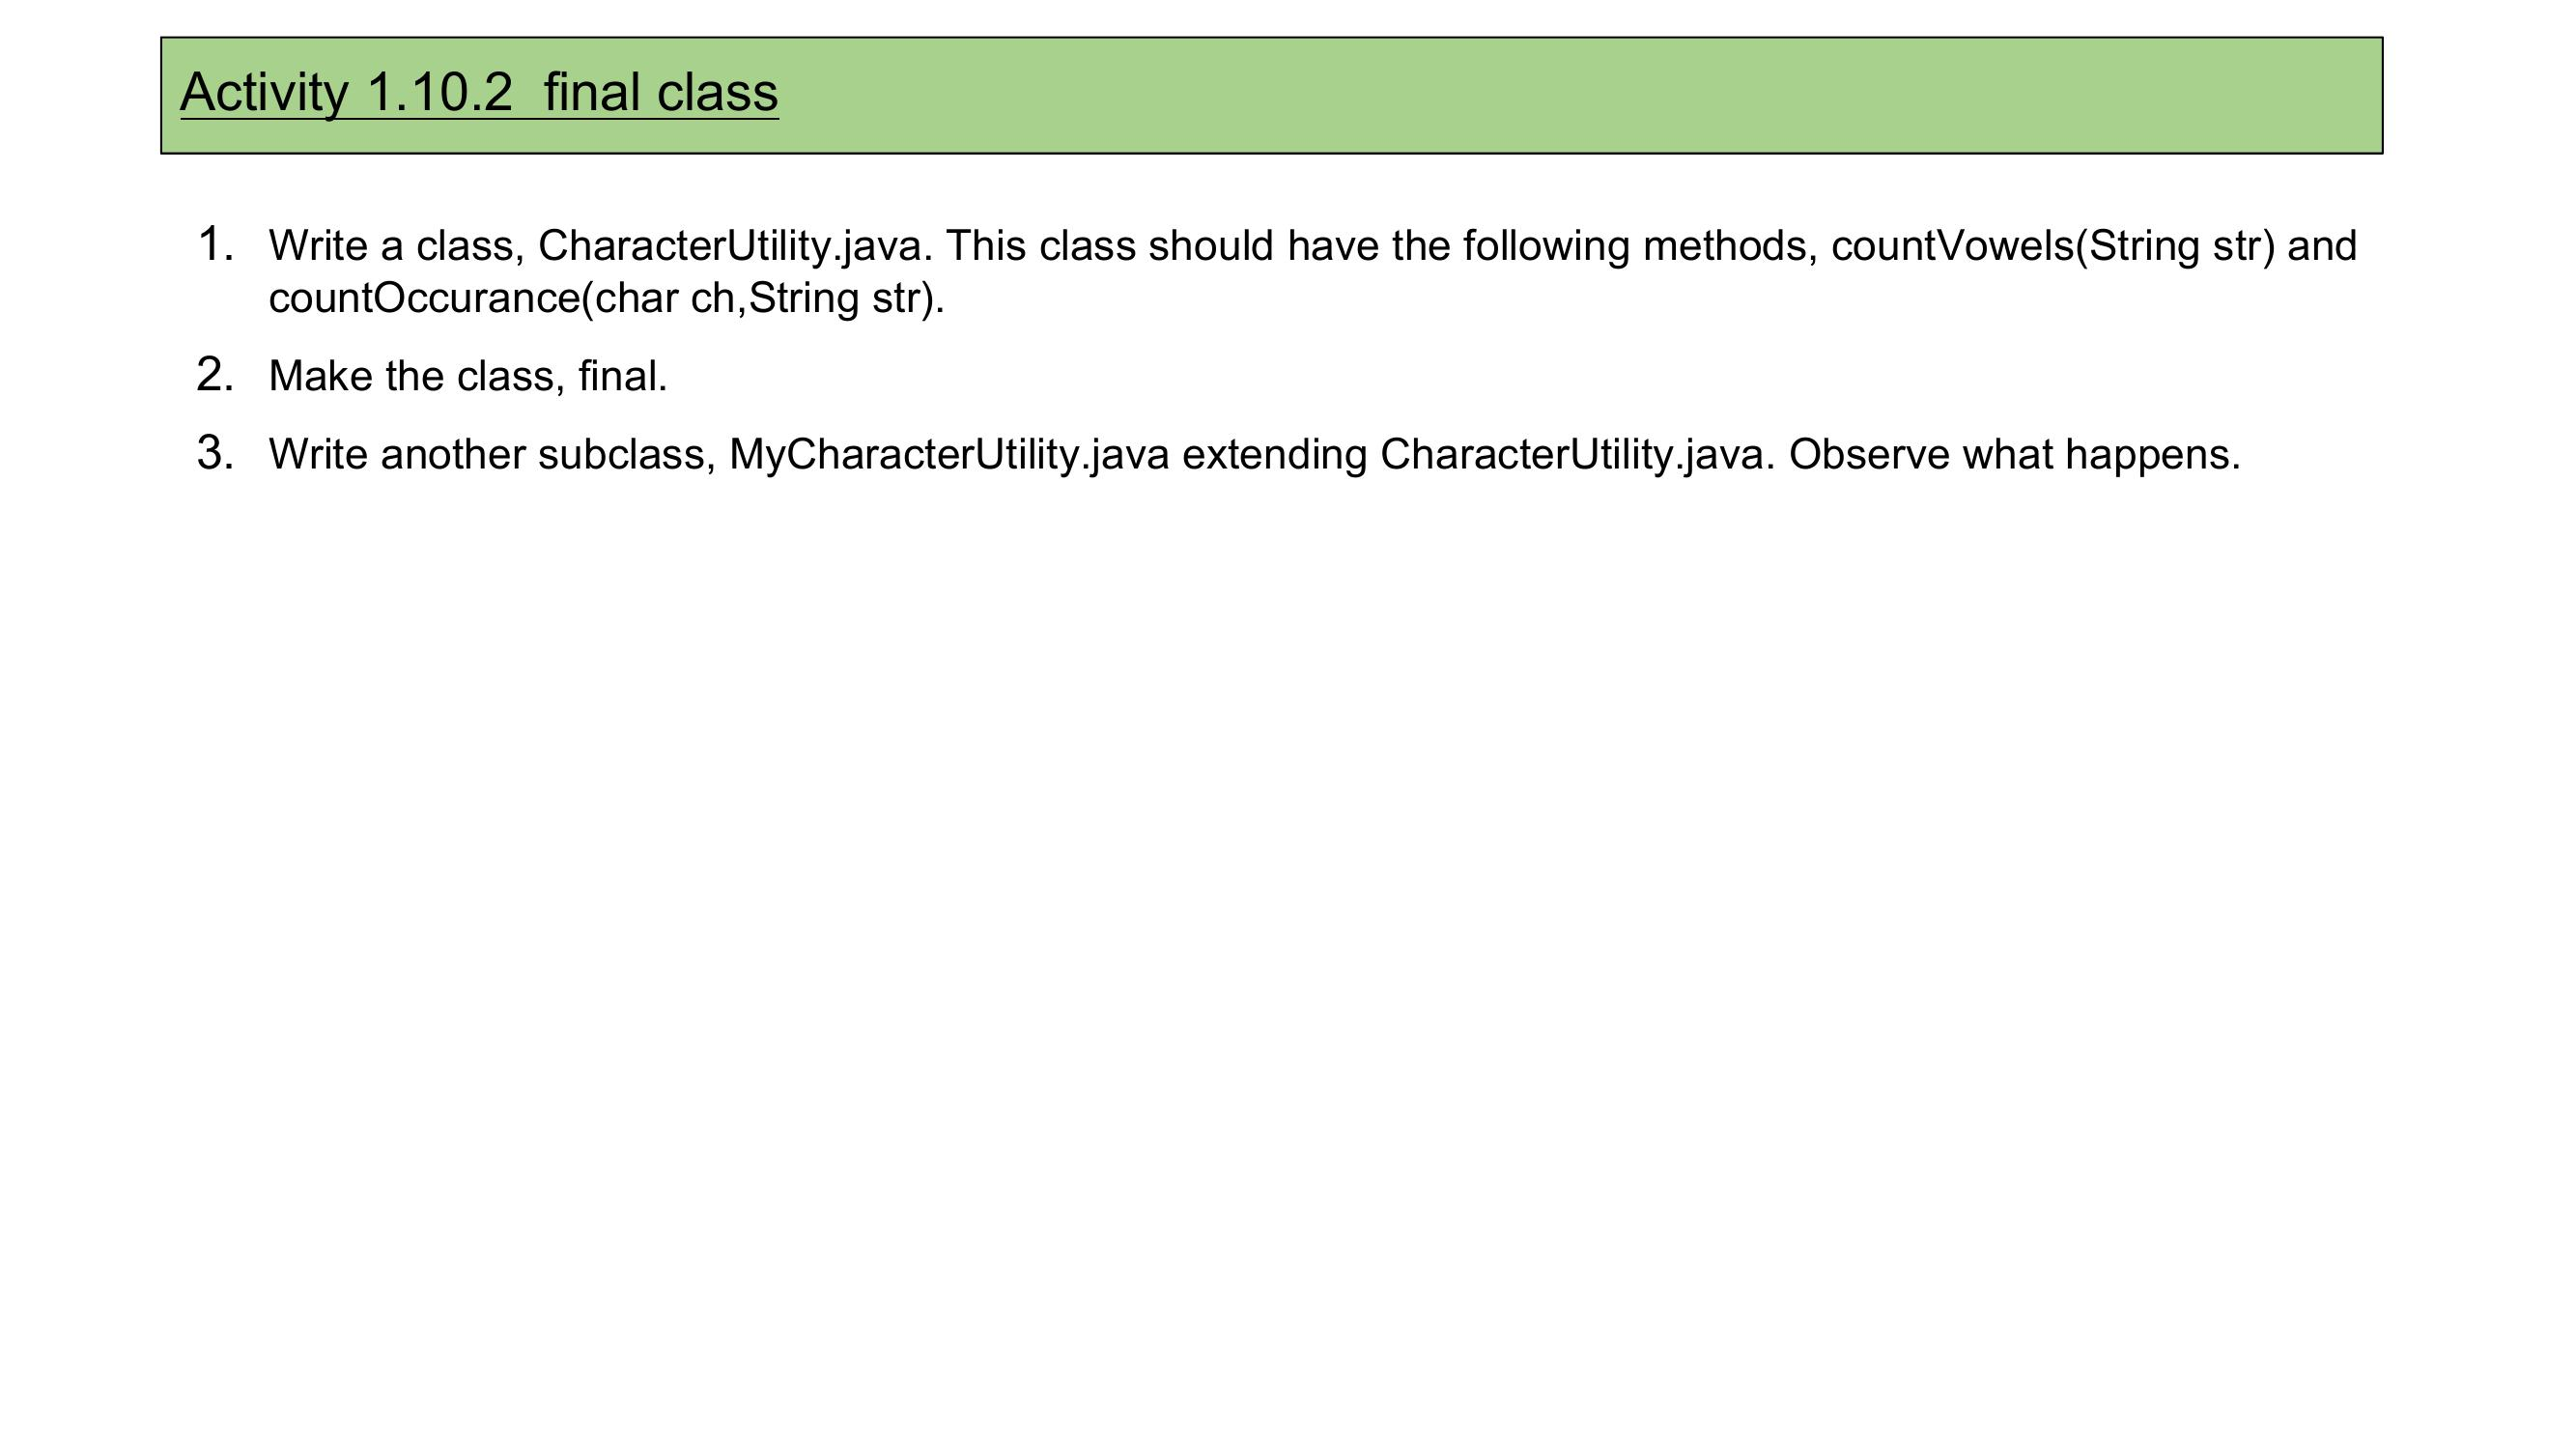 Activity 1.10.2  final class
1. Write a class, CharacterUtility.java. This class should have the following methods, countVowels(String str) and
countOccurance(char ch,String str).
2. Make the class, final.
3. Write another subclass, MyCharacterUtility.java extending CharacterUtility.java. Observe what happens.